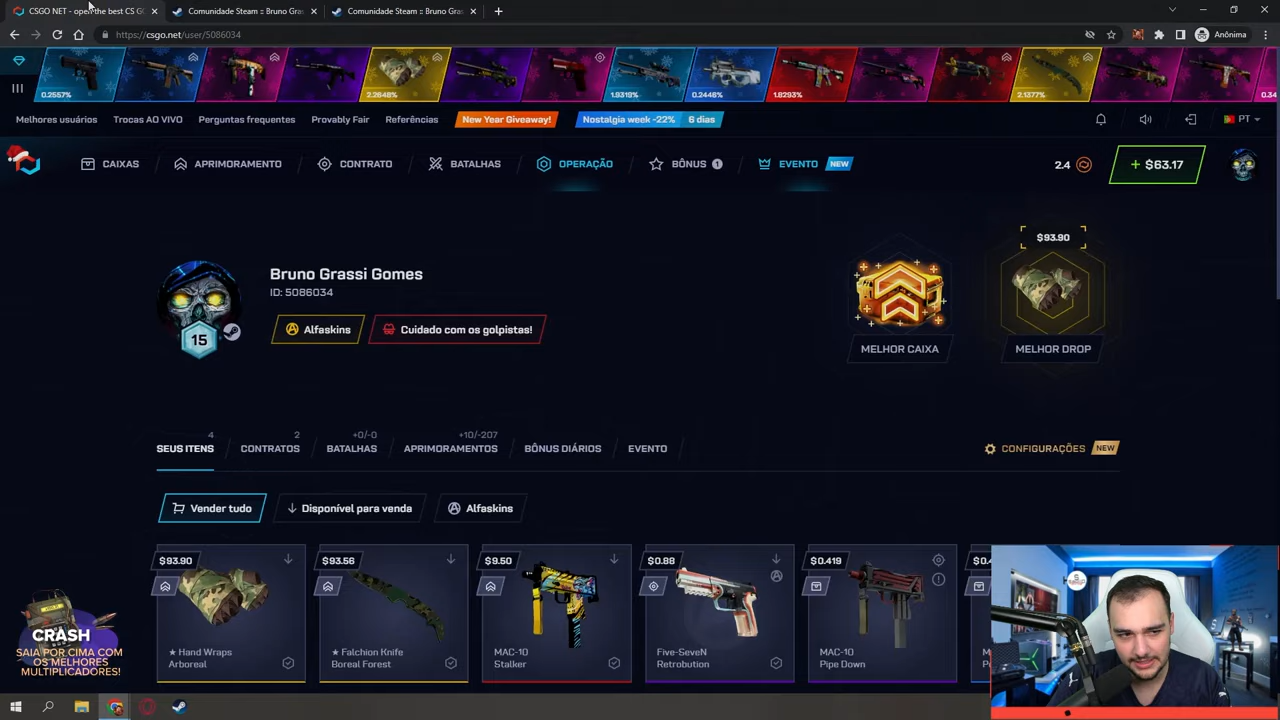 CSGO NET - open the best CS G
Comunidade Steam :: Bruno Gras
Comunidade Steam :: Bruno Gras
https://csgo.net/user/5086034
Anônima
0.2557%
2.2648%
1.9319%
0.2446%
1.8293%
2.1377%
0.34
Melhores usuários
Trocas AO VIVO
Perguntas frequentes
Provably Fair
Referências
New Year Giveaway!
Nostalgia week -22%
6 dias
PT
CAIXAS
APRIMORAMENTO
CONTRATO
BATALHAS
OPERAÇÃO
BÔNUS 1
EVENTO NEW
2.4
+ $63.17
Bruno Grassi Gomes
ID: 5086034
15
Alfaskins
Cuidado com os golpistas!
MELHOR CAIXA
$93.90
MELHOR DROP
4
SEUS ITENS
2
CONTRATOS
+0/-0
BATALHAS
+10/-207
APRIMORAMENTOS
BÔNUS DIÁRIOS
EVENTO
CONFIGURAÇÕES NEW
Vender tudo
Disponível para venda
Alfaskins
$93.90
★ Hand Wraps
Arboreal
$93.56
★ Falchion Knife
Boreal Forest
$9.50
MAC-10
Stalker
$0.88
Five-SeveN
Retrobution
$0.419
MAC-10
Pipe Down
$0.4
CRASH
SAIA POR CIMA COM
OS MELHORES
MULTIPLICADORES!